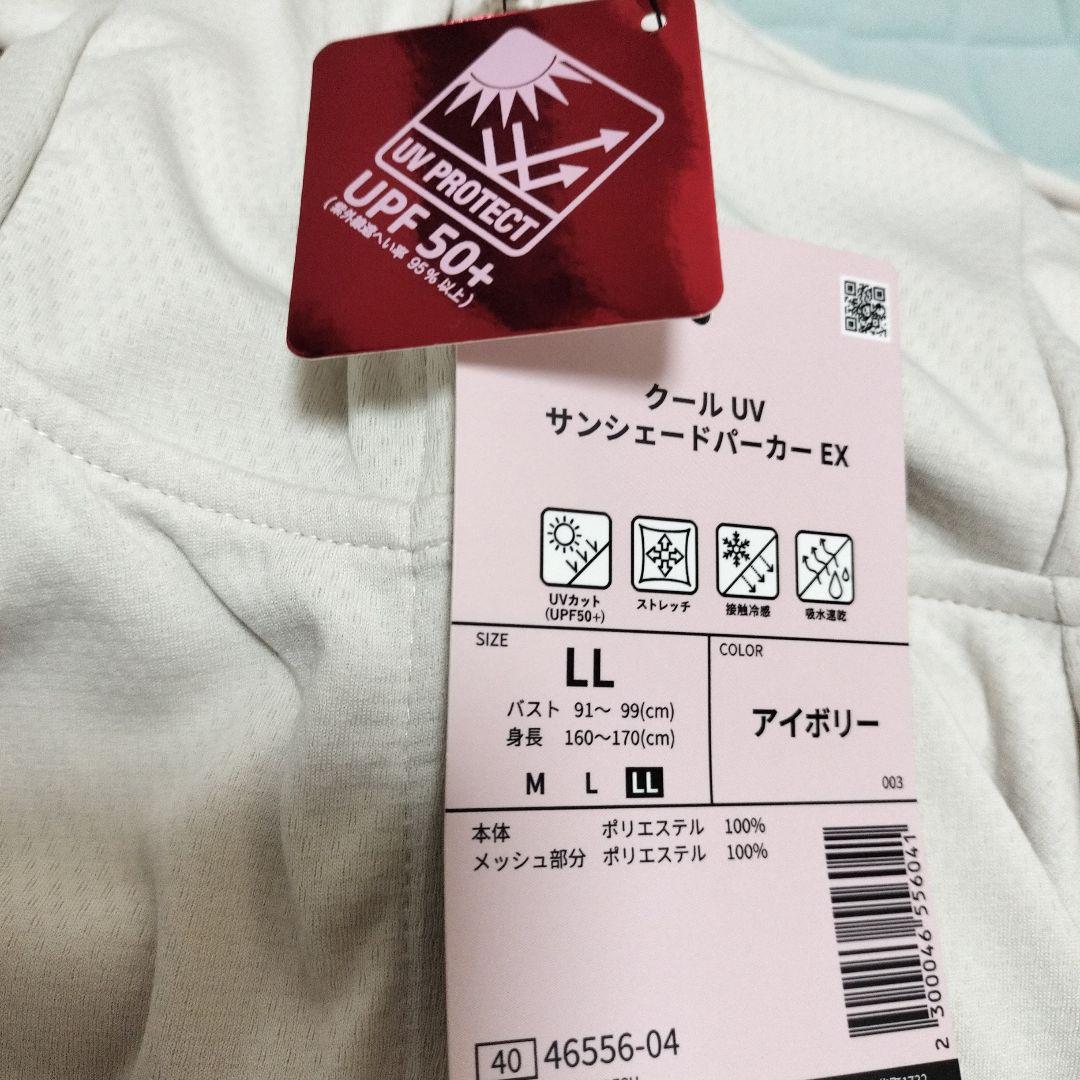 UV PROTECT
UPF 50+
(紫外線遮へい率 95%以上)
クール UV
サンシェードパーカー EX
UVカット
(UPF50+)
ストレッチ
接触冷感
吸水速乾
SIZE
LL
バスト 91～ 99(cm)
身長 160～170(cm)
M L LL
COLOR
アイボリー
003
本体 ポリエステル 100%
メッシュ部分 ポリエステル 100%
2 300046 556041
40 46556-04